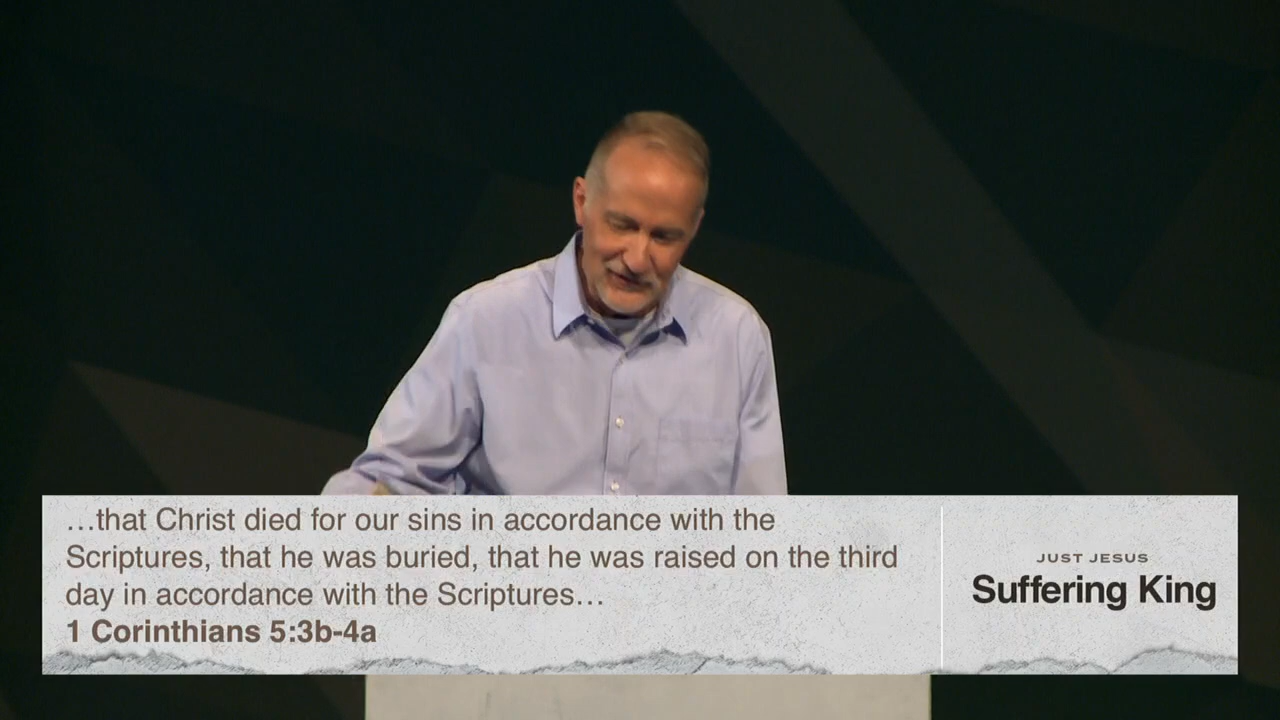 …that Christ died for our sins in accordance with the
Scriptures, that he was buried, that he was raised on the third
day in accordance with the Scriptures…
1 Corinthians 5:3b-4a
JUST JESUS
Suffering King